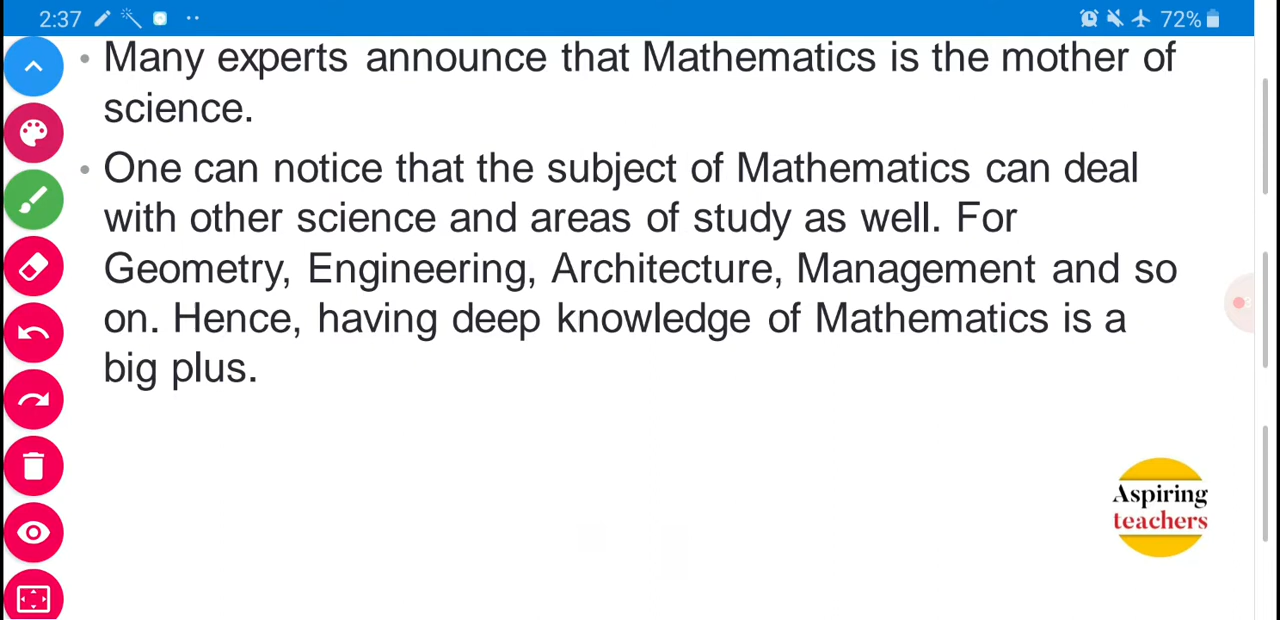 2:37
72%
• Many experts announce that Mathematics is the mother of
science.
• One can notice that the subject of Mathematics can deal
with other science and areas of study as well. For
Geometry, Engineering, Architecture, Management and so
on. Hence, having deep knowledge of Mathematics is a
big plus.
Aspiring
teachers